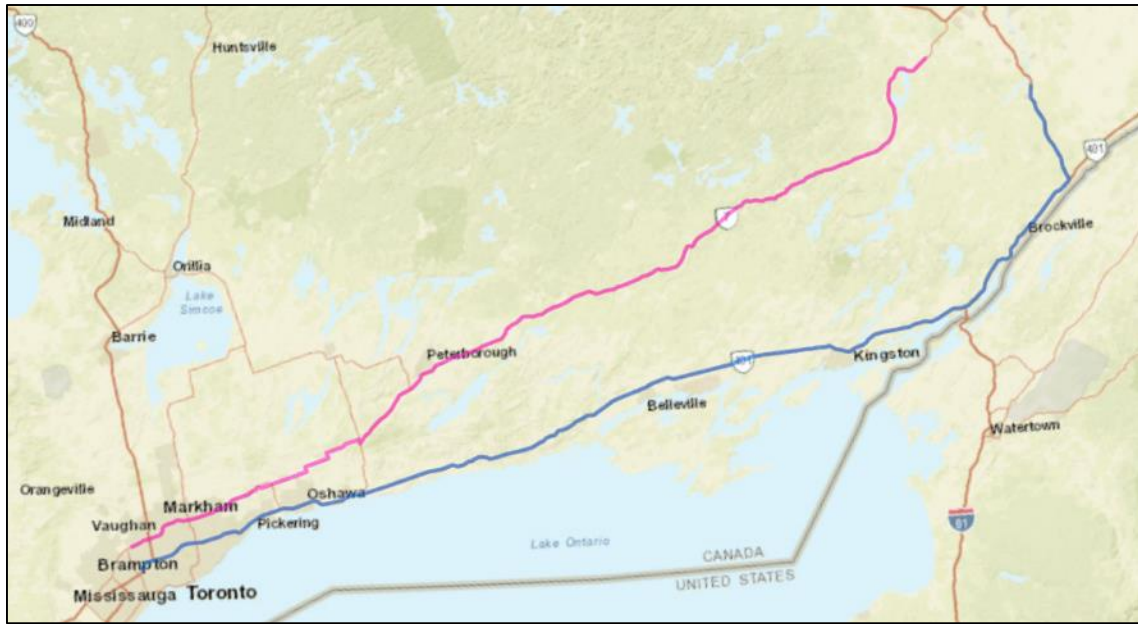 400
Huntsville
401
Midland
7
Brockville
Orillia
Lake
Simcoe
Barrie
Peterborough
401
Kingston
Belleville
Watertown
Orangeville
Markham
Oshawa
Vaughan
Pickering
81
Lake Ontario
CANADA
UNITED STATES
Brampton
Mississauga
Toronto